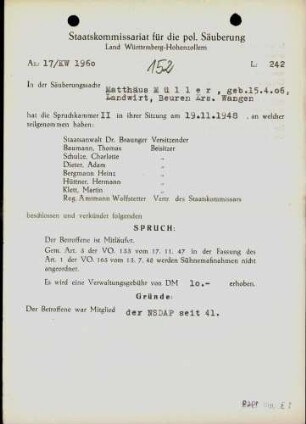 Staatskommissariat für die pol. Säuberung
Land Württemberg-Hohenzollern
Az: 17/KW 1960
152
L: 242
In der Säuberungssache
Matthäus Müller, geb.15.4.06,
Landwirt, Beuren Krs. Wangen
hat die Spruchkammer II in ihrer Sitzung am 19.11.1948 , an welcher
teilgenommen haben:
Staatsanwalt Dr. Braunger Vorsitzender
Baumann, Thomas Beisitzer
Scholze, Charlotte "
Dieter, Adam "
Bergmann Heinz "
Hüttner, Hermann "
Klett, Martin "
Reg. Amtmann Wolfstetter Vertr. des Staatskommissars
beschlossen und verkündet folgenden
SPRUCH:
Der Betroffene ist Mitläufer.
Gem. Art. 3 der VO. 133 vom 17. 11. 47 in der Fassung des
Art. 1 der VO. 165 vom 13. 7. 48 werden Sühnemaßnahmen nicht
angeordnet.
Es wird eine Verwaltungsgebühr von DM 10.- erhoben.
Gründe:
Der Betroffene war Mitglied der NSDAP seit 41.